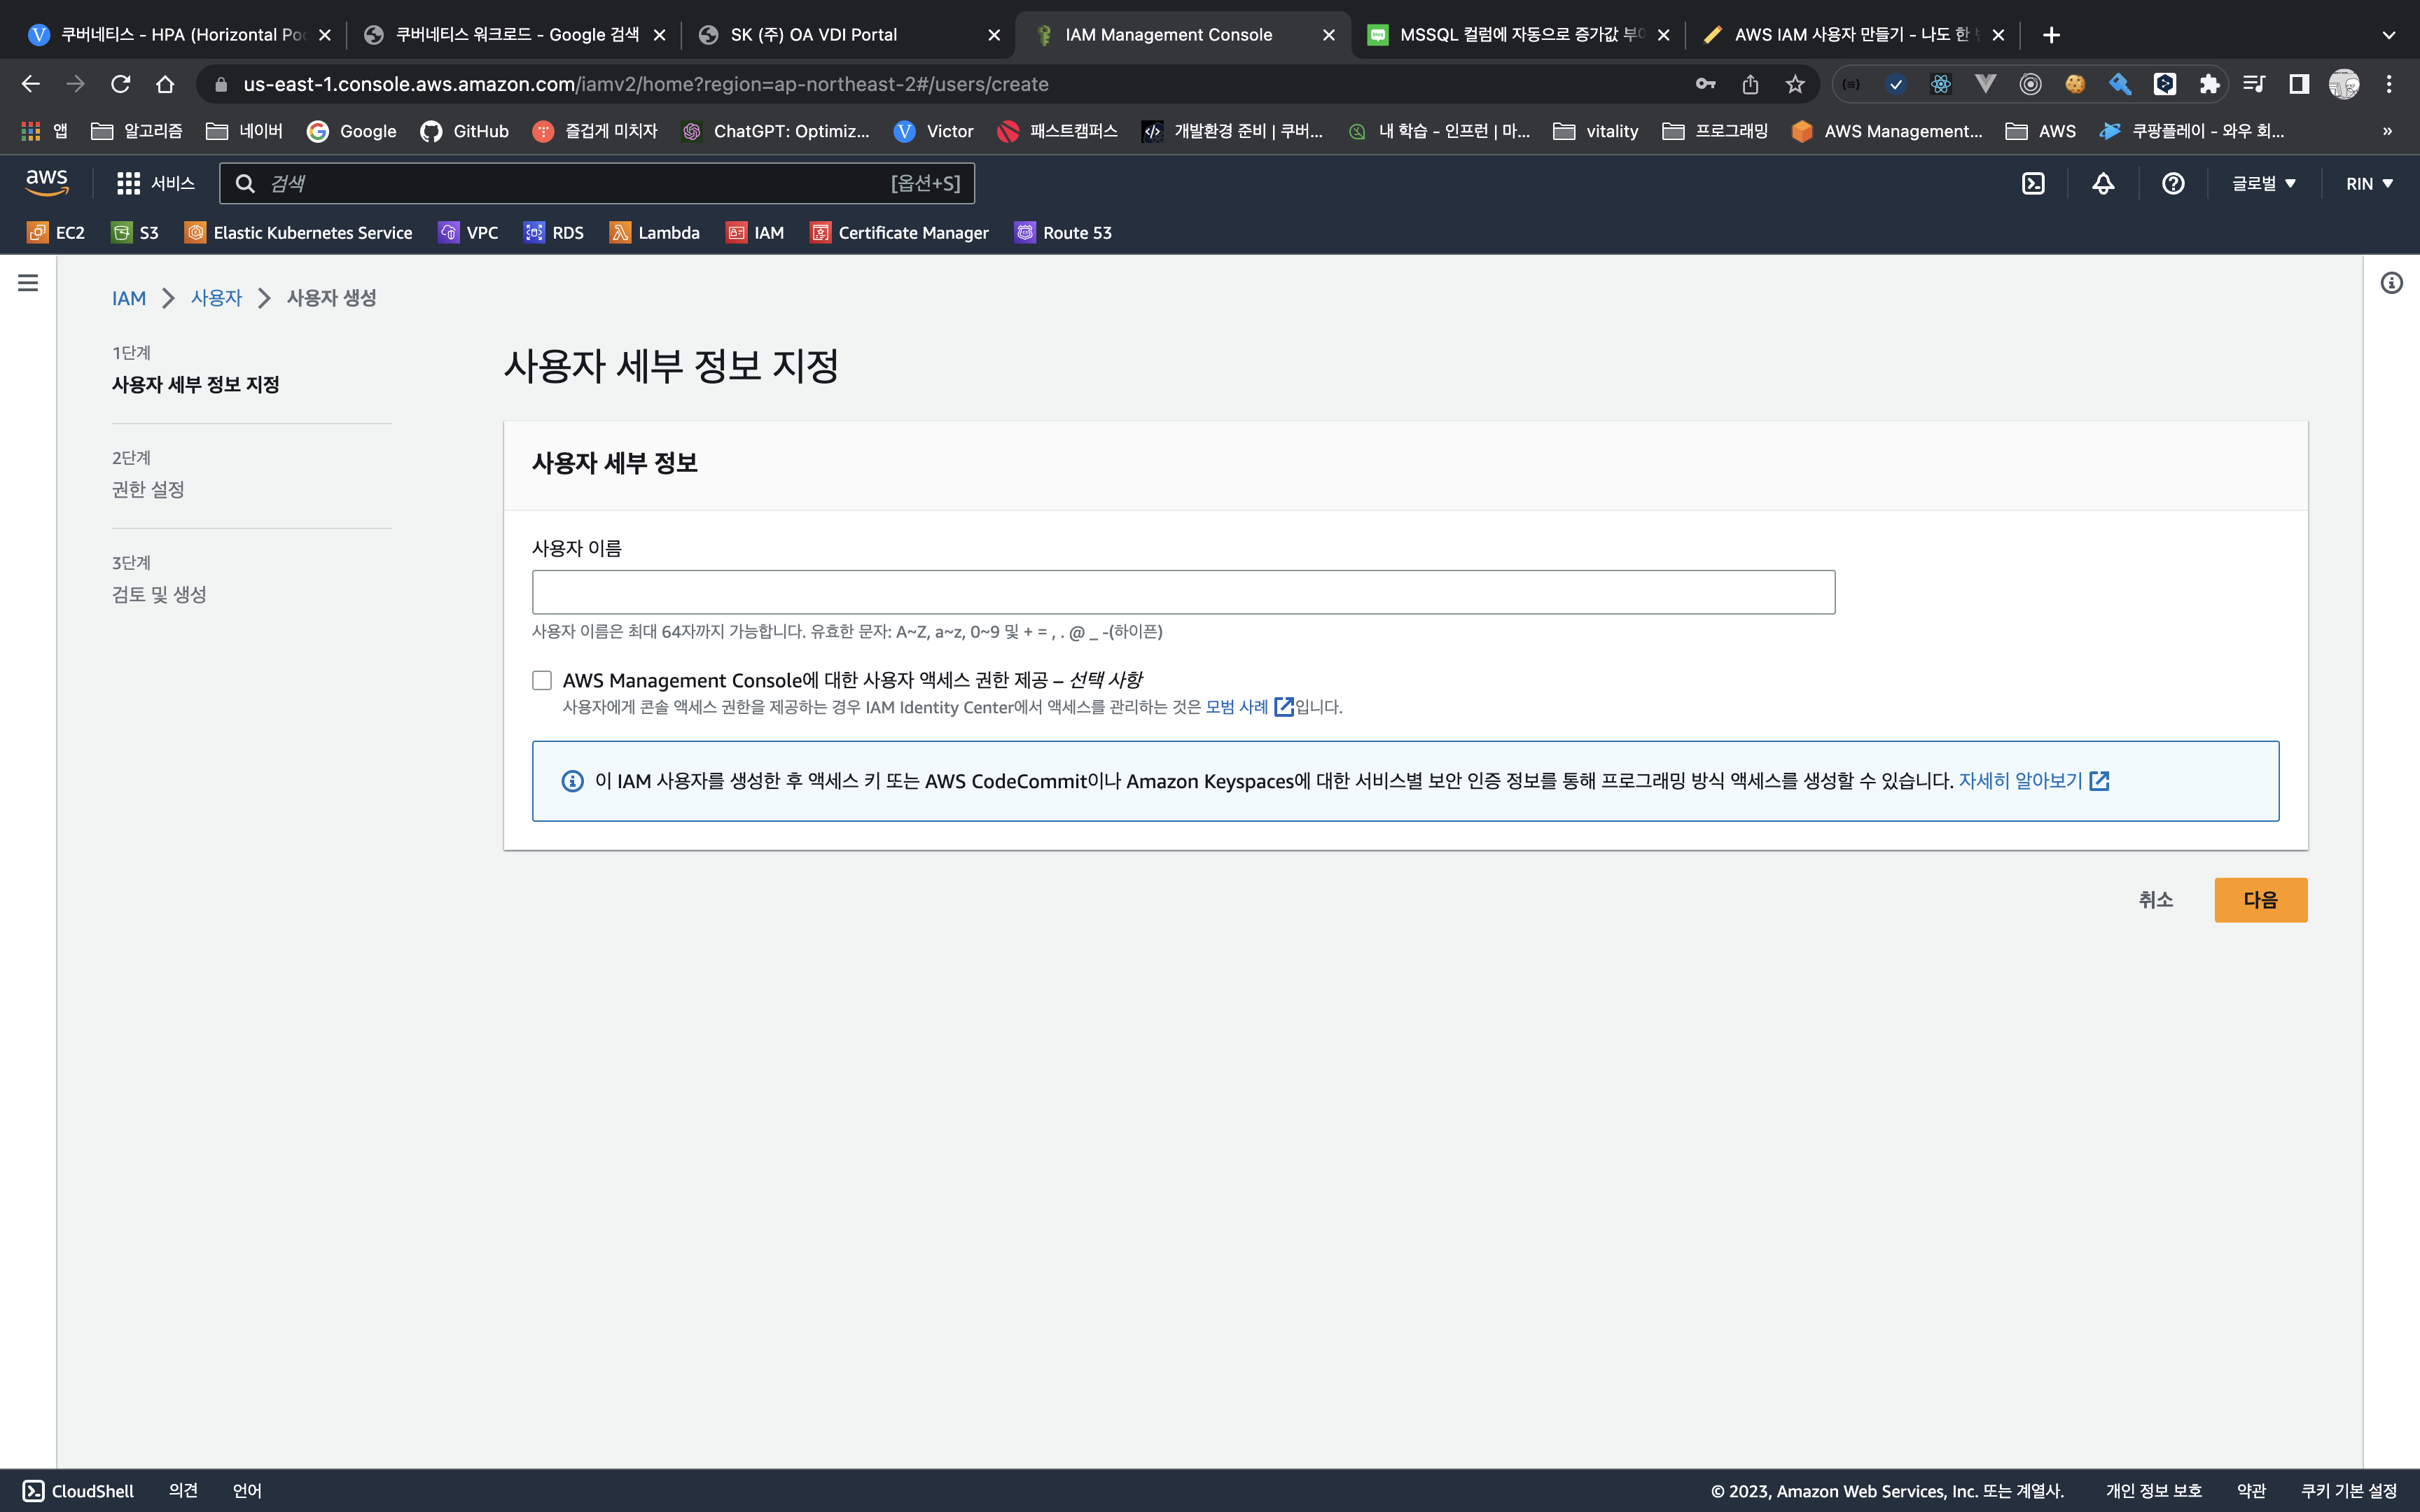 쿠버네티스 - HPA (Horizontal Po
쿠버네티스 워크로드 - Google 검색
SK (주) OA VDI Portal
IAM Management Console
MSSQL 컬럼에 자동으로 증가값 부여
AWS IAM 사용자 만들기 - 나도 한
us-east-1.console.aws.amazon.com/iamv2/home?region=ap-northeast-2#/users/create
앱
알고리즘
네이버
Google
GitHub
즐겁게 미치자
ChatGPT: Optimiz...
Victor
패스트캠퍼스
개발환경 준비 | 쿠버...
내 학습 - 인프런 | 마...
vitality
프로그래밍
AWS Management...
AWS
쿠팡플레이 - 와우 회...
»
aws
서비스
검색
[옵션+S]
글로벌
RIN
EC2
S3
Elastic Kubernetes Service
VPC
RDS
Lambda
IAM
Certificate Manager
Route 53
IAM
사용자
사용자 생성
1단계
사용자 세부 정보 지정
2단계
권한 설정
3단계
검토 및 생성
사용자 세부 정보 지정
사용자 세부 정보
사용자 이름
사용자 이름은 최대 64자까지 가능합니다. 유효한 문자: A~Z, a~z, 0~9 및 + = , . @ _ -(하이픈)
AWS Management Console에 대한 사용자 액세스 권한 제공 – 선택 사항
사용자에게 콘솔 액세스 권한을 제공하는 경우 IAM Identity Center에서 액세스를 관리하는 것은 모범 사례 입니다.
이 IAM 사용자를 생성한 후 액세스 키 또는 AWS CodeCommit이나 Amazon Keyspaces에 대한 서비스별 보안 인증 정보를 통해 프로그래밍 방식 액세스를 생성할 수 있습니다. 자세히 알아보기
취소
다음
CloudShell
의견
언어
© 2023, Amazon Web Services, Inc. 또는 계열사.
개인 정보 보호
약관
쿠키 기본 설정